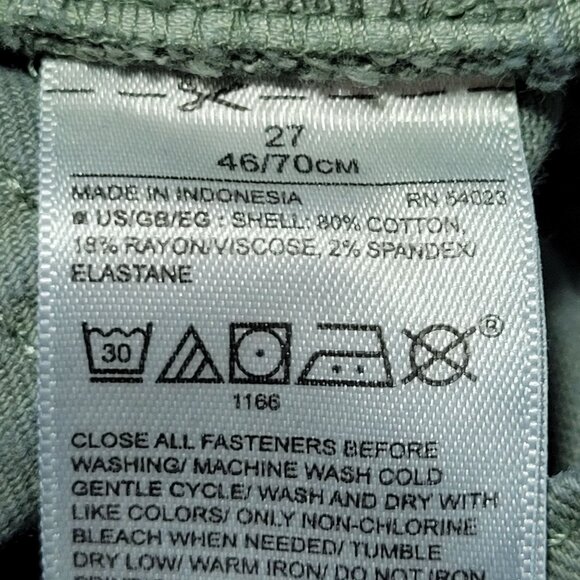 27
46/70CM
MADE IN INDONESIA RN 54023
US/GB/EG : SHELL: 80% COTTON,
18% RAYON/VISCOSE, 2% SPANDEX/
ELASTANE
30
®
1166
CLOSE ALL FASTENERS BEFORE
WASHING/ MACHINE WASH COLD
GENTLE CYCLE/ WASH AND DRY WITH
LIKE COLORS/ ONLY NON-CHLORINE
BLEACH WHEN NEEDED/ TUMBLE
DRY LOW/ WARM IRON/ DO NOT IRON